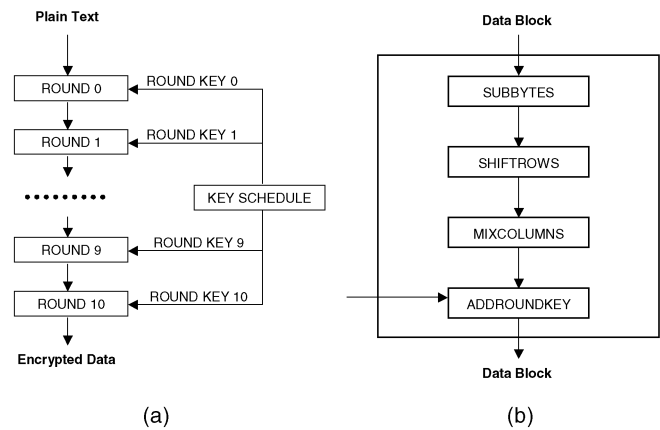 Plain Text
ROUND 0
ROUND KEY 0
ROUND 1
ROUND KEY 1
KEY SCHEDULE
ROUND 9
ROUND KEY 9
ROUND 10
ROUND KEY 10
Encrypted Data
(a)
Data Block
SUBBYTES
SHIFTROWS
MIXCOLUMNS
ADDROUNDKEY
Data Block
(b)